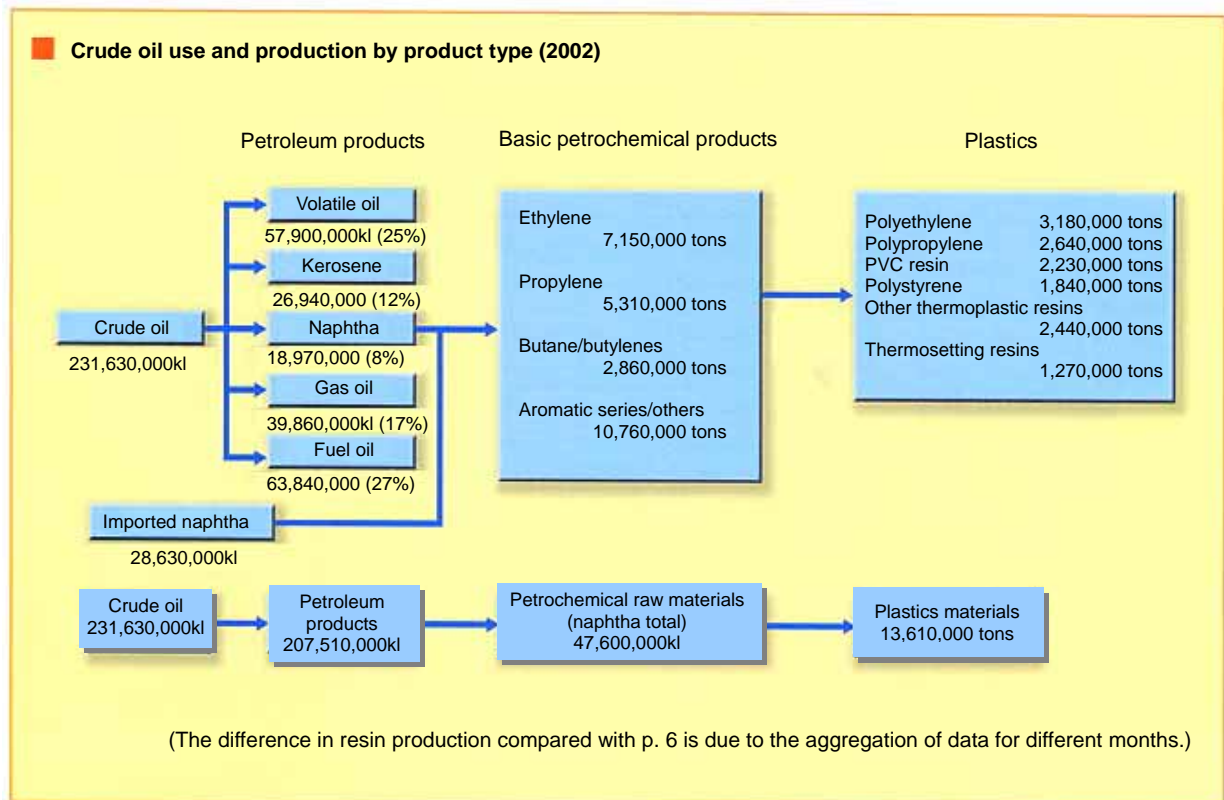 Crude oil use and production by product type (2002)
Petroleum products
Basic petrochemical products
Plastics
Volatile oil
57,900,000kl (25%)
Kerosene
26,940,000 (12%)
Crude oil
231,630,000kl
Naphtha
18,970,000 (8%)
Gas oil
39,860,000kl (17%)
Fuel oil
63,840,000 (27%)
Imported naphtha
28,630,000kl
Ethylene
7,150,000 tons
Propylene
5,310,000 tons
Butane/butylenes
2,860,000 tons
Aromatic series/others
10,760,000 tons
Polyethylene 3,180,000 tons
Polypropylene 2,640,000 tons
PVC resin 2,230,000 tons
Polystyrene 1,840,000 tons
Other thermoplastic resins
2,440,000 tons
Thermosetting resins
1,270,000 tons
Crude oil
231,630,000kl
Petroleum
products
207,510,000kl
Petrochemical raw materials
(naphtha total)
47,600,000kl
Plastics materials
13,610,000 tons
(The difference in resin production compared with p. 6 is due to the aggregation of data for different months.)